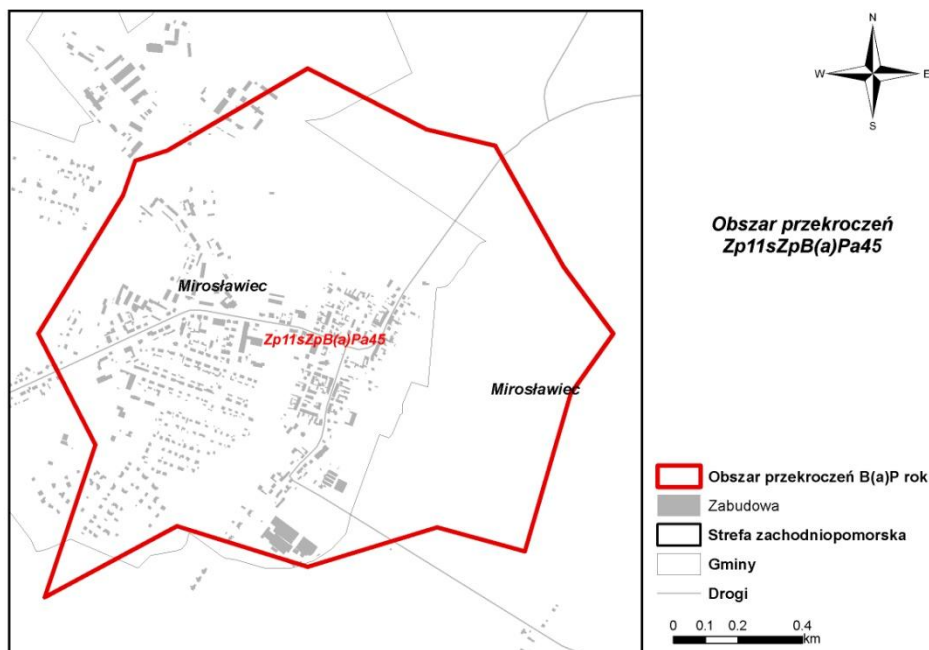 N
W E
S
Obszar przekroczeń
Zp11sZpB(a)Pa45
Mirosławiec
Zp11sZpB(a)Pa45
Mirosławiec
Obszar przekroczeń B(a)P rok
Zabudowa
Strefa zachodniopomorska
Gminy
Drogi
0 0.1 0.2 0.4
km